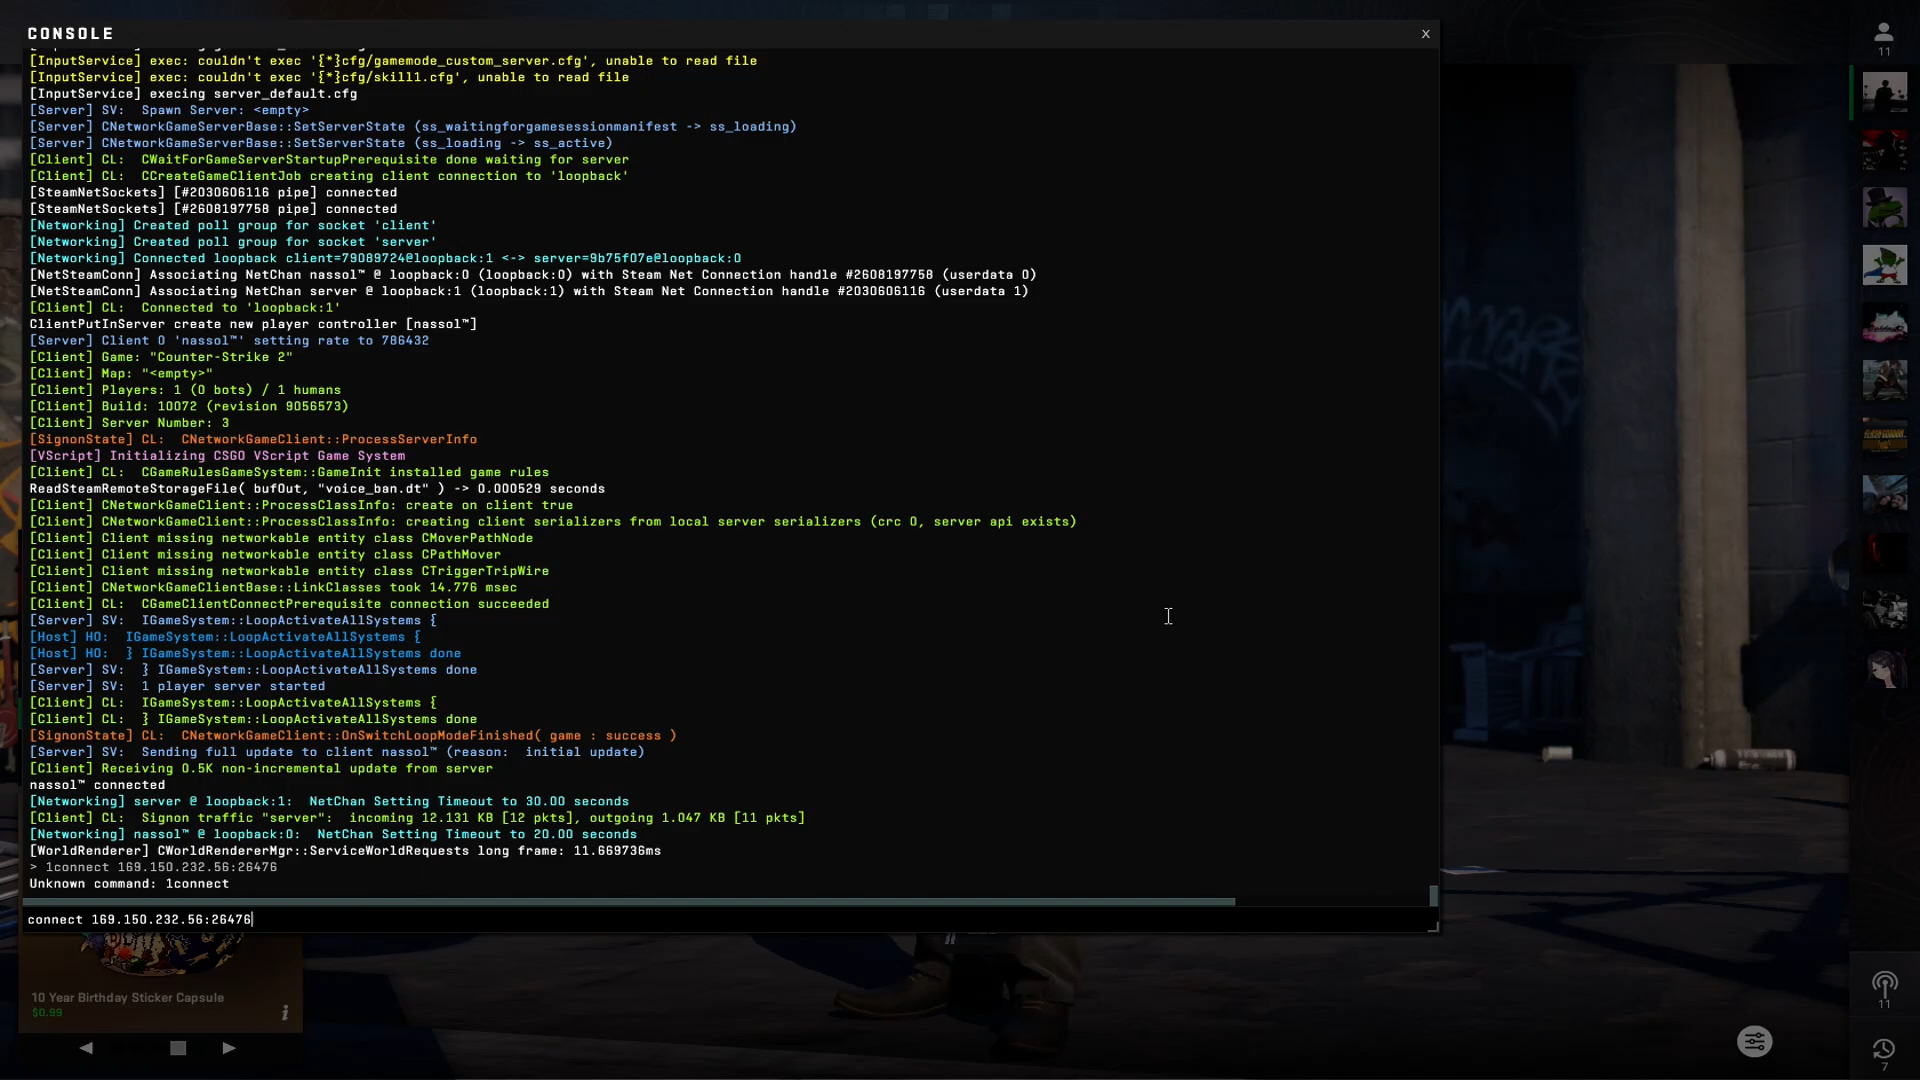 CONSOLE
x
[InputService] exec: couldn't exec '{*}cfg/gamemode_custom_server.cfg', unable to read file
[InputService] exec: couldn't exec '{*}cfg/skill1.cfg', unable to read file
[InputService] execing server_default.cfg
[Server] SV:  Spawn Server: <empty>
[Server] CNetworkGameServerBase::SetServerState (ss_waitingforgamesessionmanifest -> ss_loading)
[Server] CNetworkGameServerBase::SetServerState (ss_loading -> ss_active)
[Client] CL:  CWaitForGameServerStartupPrerequisite done waiting for server
[Client] CL:  CCreateGameClientJob creating client connection to 'loopback'
[SteamNetSockets] [#2030606116 pipe] connected
[SteamNetSockets] [#2608197758 pipe] connected
[Networking] Created poll group for socket 'client'
[Networking] Created poll group for socket 'server'
[Networking] Connected loopback client=79089724@loopback:1 <-> server=9b75f07e@loopback:0
[NetSteamConn] Associating NetChan nassol™ @ loopback:0 (loopback:0) with Steam Net Connection handle #2608197758 (userdata 0)
[NetSteamConn] Associating NetChan server @ loopback:1 (loopback:1) with Steam Net Connection handle #2030606116 (userdata 1)
[Client] CL:  Connected to 'loopback:1'
ClientPutInServer create new player controller [nassol™]
[Server] Client 0 'nassol™' setting rate to 786432
[Client] Game: "Counter-Strike 2"
[Client] Map: "<empty>"
[Client] Players: 1 (0 bots) / 1 humans
[Client] Build: 10072 (revision 9056573)
[Client] Server Number: 3
[SignonState] CL:  CNetworkGameClient::ProcessServerInfo
[VScript] Initializing CSGO VScript Game System
[Client] CL:  CGameRulesGameSystem::GameInit installed game rules
ReadSteamRemoteStorageFile( bufOut, "voice_ban.dt" ) -> 0.000529 seconds
[Client] CNetworkGameClient::ProcessClassInfo: create on client true
[Client] CNetworkGameClient::ProcessClassInfo: creating client serializers from local server serializers (crc 0, server api exists)
[Client] Client missing networkable entity class CMoverPathNode
[Client] Client missing networkable entity class CPathMover
[Client] Client missing networkable entity class CTriggerTripWire
[Client] CNetworkGameClientBase::LinkClasses took 14.776 msec
[Client] CL:  CGameClientConnectPrerequisite connection succeeded
[Server] SV:  IGameSystem::LoopActivateAllSystems {
[Host] HO:  IGameSystem::LoopActivateAllSystems {
[Host] HO:  } IGameSystem::LoopActivateAllSystems done
[Server] SV:  } IGameSystem::LoopActivateAllSystems done
[Server] SV:  1 player server started
[Client] CL:  IGameSystem::LoopActivateAllSystems {
[Client] CL:  } IGameSystem::LoopActivateAllSystems done
[SignonState] CL:  CNetworkGameClient::OnSwitchLoopModeFinished( game : success )
[Server] SV:  Sending full update to client nassol™ (reason:  initial update)
[Client] Receiving 0.5K non-incremental update from server
nassol™ connected
[Networking] server @ loopback:1:  NetChan Setting Timeout to 30.00 seconds
[Client] CL:  Signon traffic "server":  incoming 12.131 KB [12 pkts], outgoing 1.047 KB [11 pkts]
[Networking] nassol™ @ loopback:0:  NetChan Setting Timeout to 20.00 seconds
[WorldRenderer] CWorldRendererMgr::ServiceWorldRequests long frame: 11.669736ms
> 1connect 169.150.232.56:26476
Unknown command: 1connect
connect 169.150.232.56:26476
10 Year Birthday Sticker Capsule
$0.99
i
11
11
7